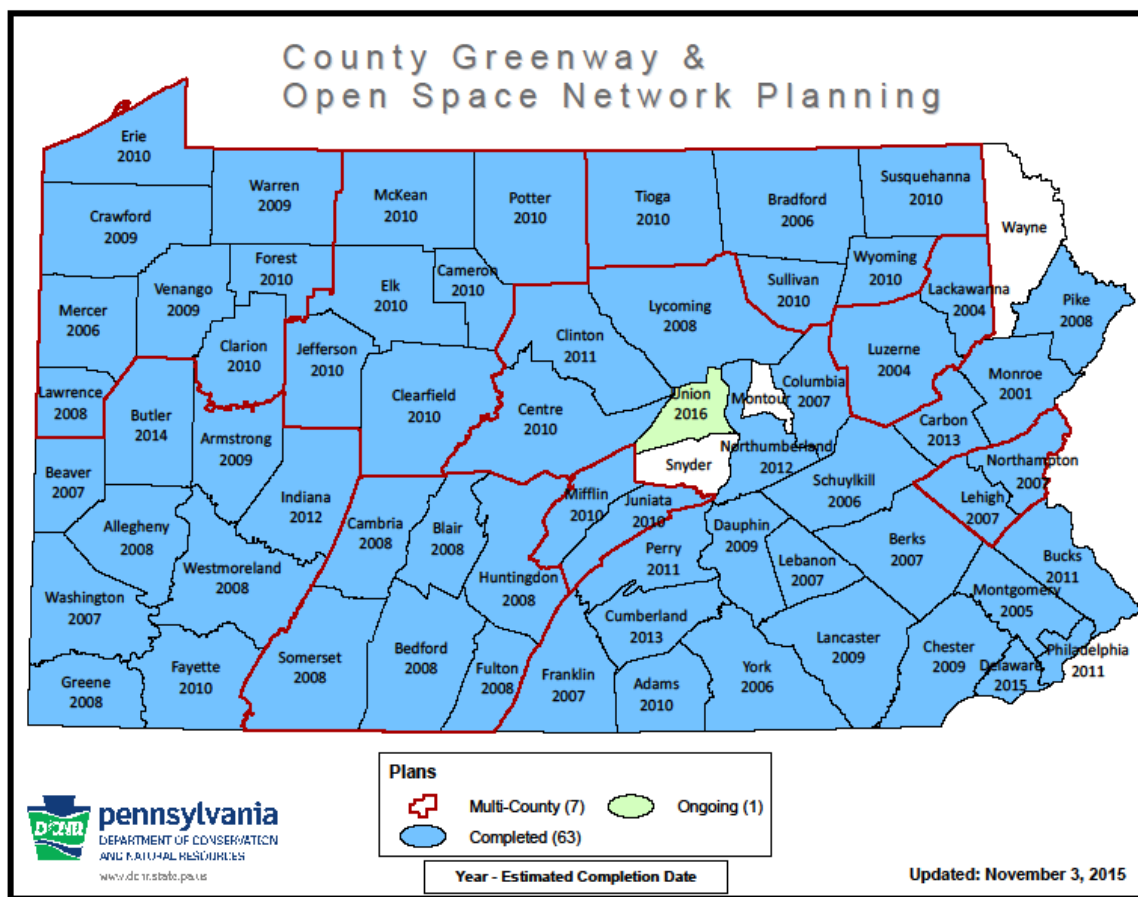 County Greenway &
Open Space Network Planning
Erie
2010
Warren
2009
McKean
2010
Potter
2010
Tioga
2010
Bradford
2006
Susquehanna
2010
Wayne
Crawford
2009
Forest
2010
Venango
2009
Elk
2010
Cameron
2010
Lycoming
2008
Sullivan
2010
Wyoming
2010
Lackawanna
2004
Pike
2008
Mercer
2006
Clarion
2010
Jefferson
2010
Clinton
2011
Luzerne
2004
Monroe
2001
Lawrence
2008
Butler
2014
Clearfield
2010
Centre
2010
Union
2016
Montour
Columbia
2007
Carbon
2013
Armstrong
2009
Beaver
2007
Indiana
2012
Snyder
Northumberland
2012
Northampton
2007
Schuylkill
2006
Lehigh
2007
Allegheny
2008
Cambria
2008
Blair
2008
Mifflin
2010
Juniata
2010
Dauphin
2009
Berks
2007
Bucks
2011
Westmoreland
2008
Huntingdon
2008
Perry
2011
Lebanon
2007
Montgomery
2005
Washington
2007
Cumberland
2013
Lancaster
2009
Chester
2009
Philadelphia
2011
Delaware
2015
Greene
2008
Fayette
2010
Somerset
2008
Bedford
2008
Fulton
2008
Franklin
2007
Adams
2010
York
2006
Plans
Multi-County (7)
Ongoing (1)
Completed (63)
Year - Estimated Completion Date
Updated: November 3, 2015
DCNR
pennsylvania
DEPARTMENT OF CONSERVATION
AND NATURAL RESOURCES
www.dcnr.state.pa.us